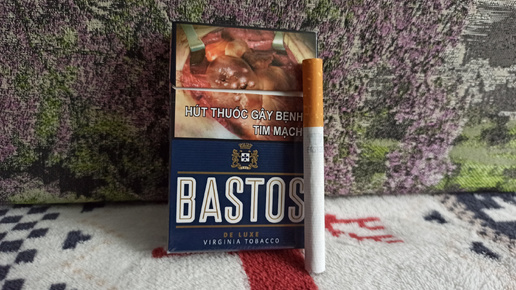 HÚT THUỐC GÂY BỆNH
TIM MẠCH
BASTOS
DE LUXE
VIRGINIA TOBACCO